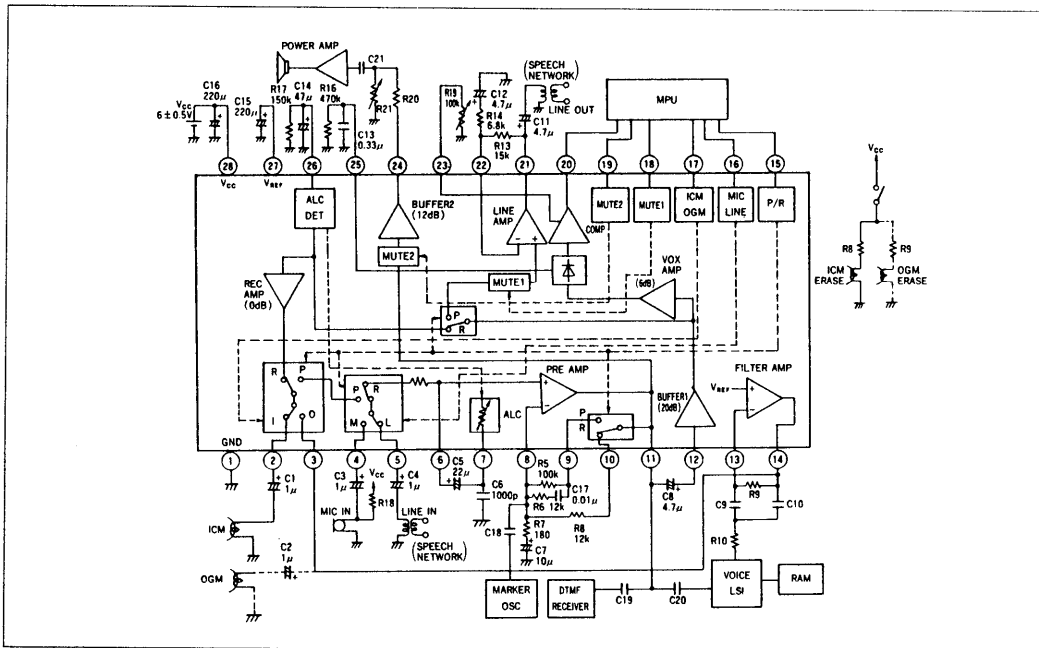 POWER AMP
C21
C16
220μ
C15
220μ
R17
150k
C14
47μ
R16
470k
C13
0.33μ
R21
R20
R19
100k
C12
4.7μ
R14
6.8k
R13
15k
(SPEECH
NETWORK)
LINE OUT
C11
4.7μ
MPU
VCC
6±0.5V
28
27
26
25
24
23
22
21
20
19
18
17
16
15
VCC
VREF
ALC
DET
BUFFER2
(12dB)
LINE
AMP
COMP
MUTE2
MUTE1
ICM
OGM
MIC
LINE
P/R
VCC
MUTE2
MUTE1
VOX
AMP
(6dB)
R8
R9
ICM
ERASE
OGM
ERASE
REC
AMP
(0dB)
P
R
R
P
I
O
P
R
M
L
ALC
PRE AMP
+
-
P
R
BUFFER1
(20dB)
FILTER AMP
VREF
+
-
GND
1
2
3
4
5
6
7
8
9
10
11
12
13
14
C1
1μ
C3
1μ
VCC
R18
C4
1μ
C5
22μ
C6
1000p
R5
100k
R6
12k
C17
0.01μ
C8
4.7μ
C9
R9
C10
ICM
MIC IN
LINE IN
(SPEECH
NETWORK)
C18
R7
180
C7
10μ
R8
12k
R10
C2
1μ
OGM
MARKER
OSC
DTMF
RECEIVER
C19
C20
VOICE
LSI
RAM